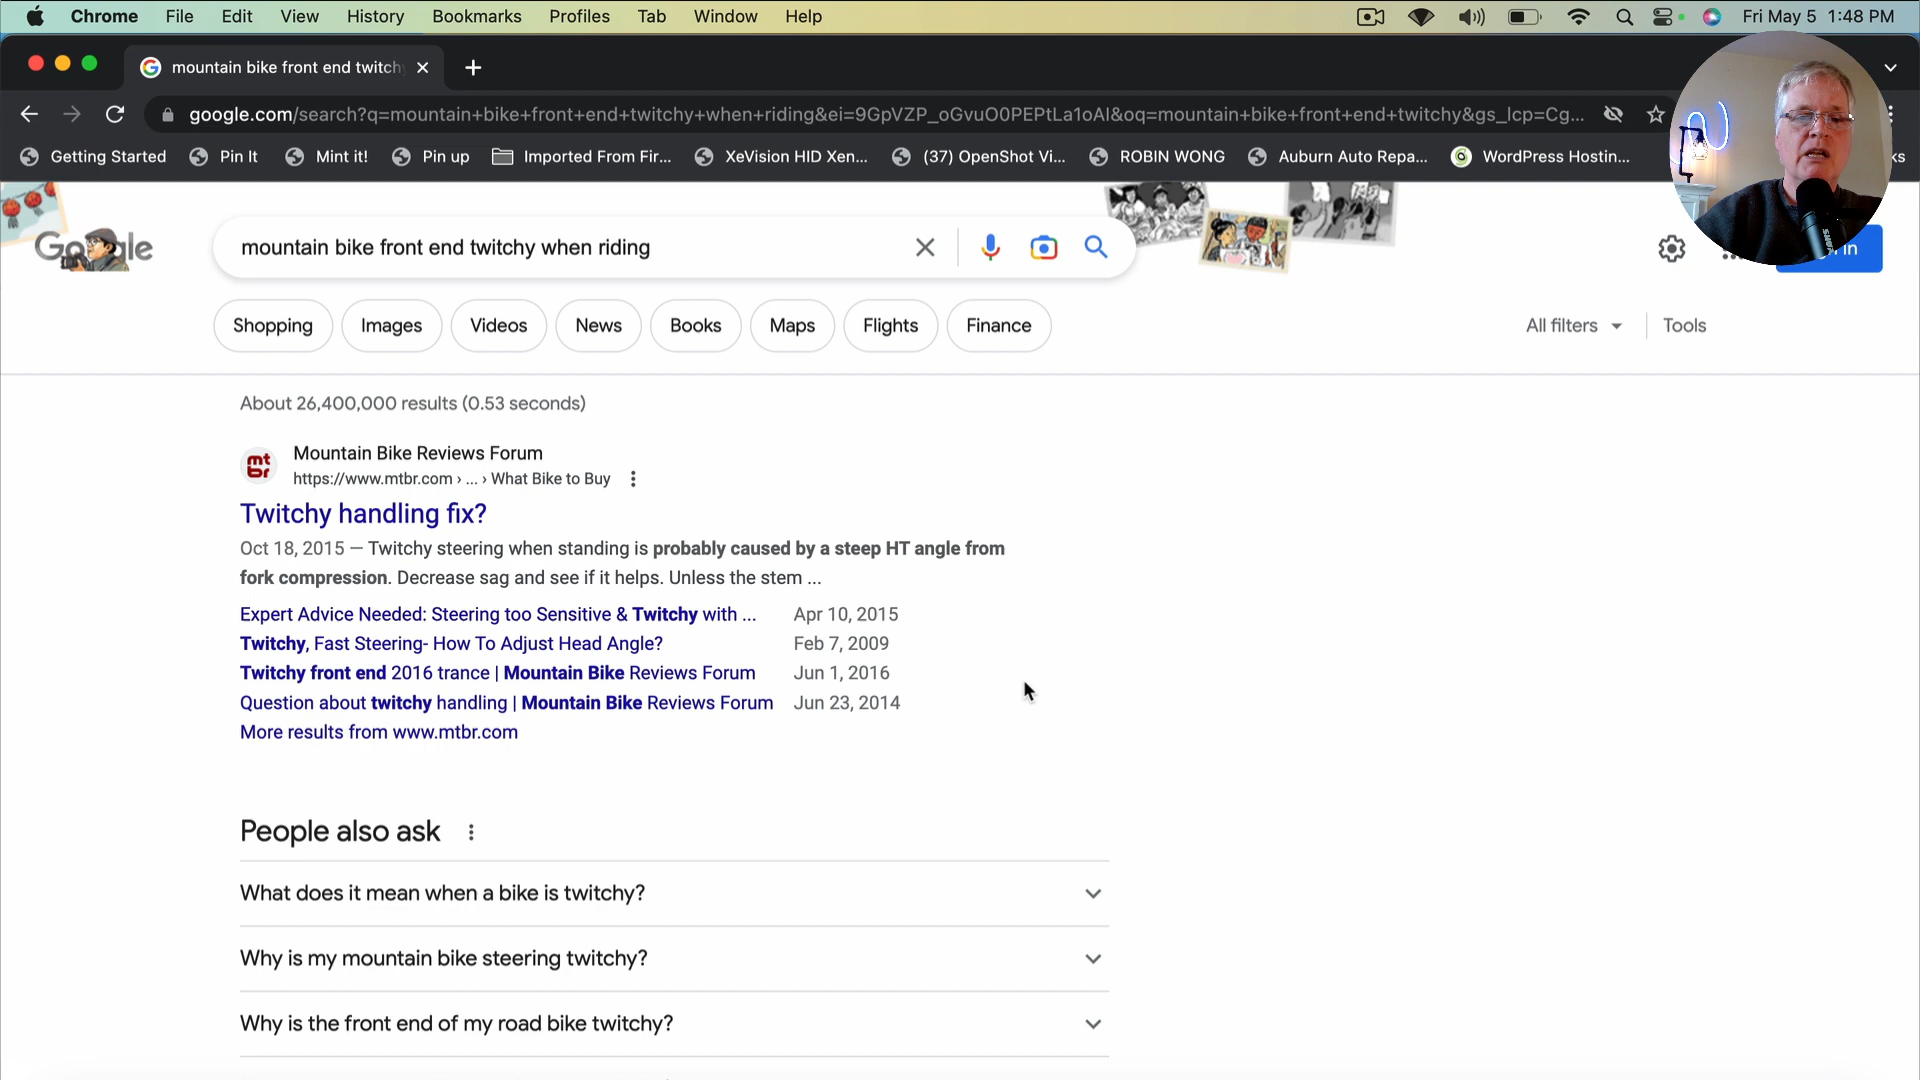 Chrome File Edit View History Bookmarks Profiles Tab Window Help Fri May 5 1:48 PM
mountain bike front end twitch
google.com/search?q=mountain+bike+front+end+twitchy+when+riding&ei=9GpVZP_oGvuO0PEPtLa1oAI&oq=mountain+bike+front+end+twitchy&gs_lcp=Cg...
Getting Started Pin It Mint it! Pin up Imported From Fir... XeVision HID Xen... (37) OpenShot Vi... ROBIN WONG Auburn Auto Repa... WordPress Hostin... ks
Google
mountain bike front end twitchy when riding
in
Shopping Images Videos News Books Maps Flights Finance All filters Tools
About 26,400,000 results (0.53 seconds)
mt
br
Mountain Bike Reviews Forum
https://www.mtbr.com › ... › What Bike to Buy
Twitchy handling fix?
Oct 18, 2015 — Twitchy steering when standing is probably caused by a steep HT angle from
fork compression. Decrease sag and see if it helps. Unless the stem ...
Expert Advice Needed: Steering too Sensitive & Twitchy with ... Apr 10, 2015
Twitchy, Fast Steering- How To Adjust Head Angle? Feb 7, 2009
Twitchy front end 2016 trance | Mountain Bike Reviews Forum Jun 1, 2016
Question about twitchy handling | Mountain Bike Reviews Forum Jun 23, 2014
More results from www.mtbr.com
People also ask
What does it mean when a bike is twitchy?
Why is my mountain bike steering twitchy?
Why is the front end of my road bike twitchy?